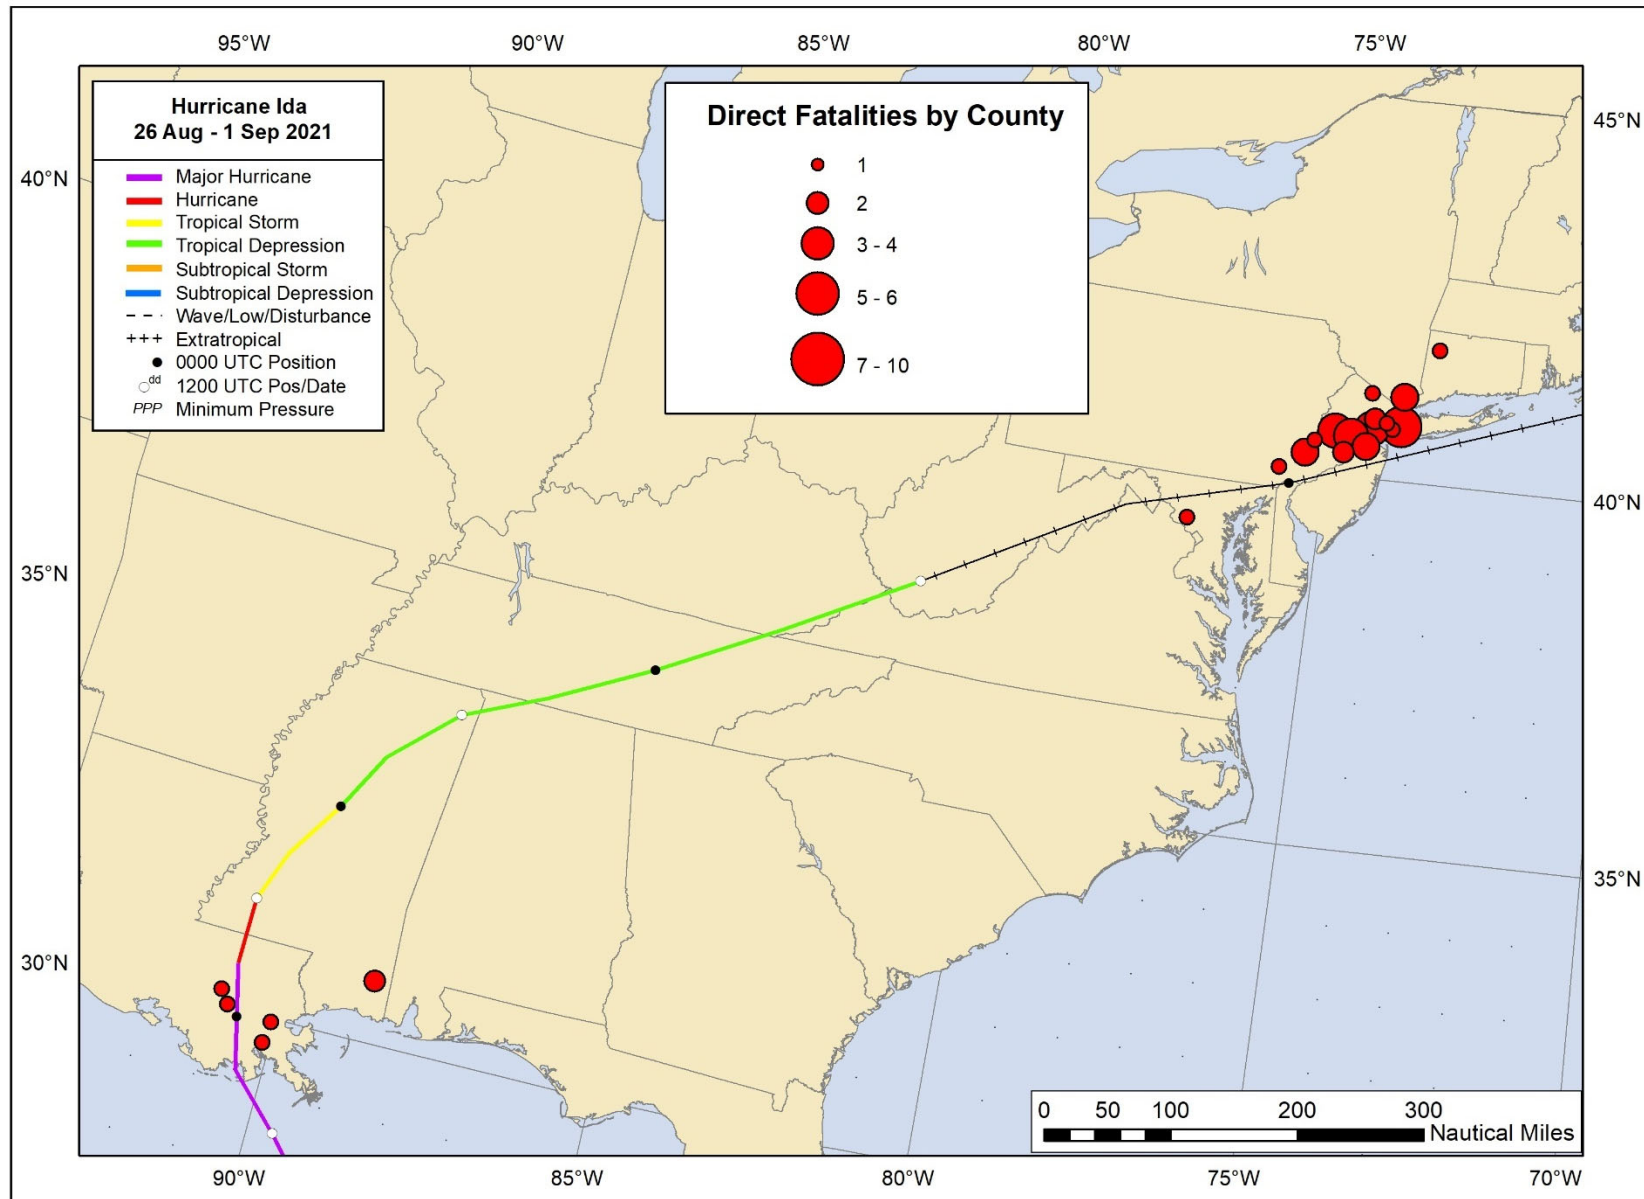 95°W 90°W 85°W 80°W 75°W
Hurricane Ida
26 Aug - 1 Sep 2021
Major Hurricane
Hurricane
Tropical Storm
Tropical Depression
Subtropical Storm
Subtropical Depression
Wave/Low/Disturbance
Extratropical
0000 UTC Position
dd 1200 UTC Pos/Date
PPP Minimum Pressure
Direct Fatalities by County
1
2
3 - 4
5 - 6
7 - 10
40°N
35°N
30°N
45°N
40°N
35°N
0 50 100 200 300
Nautical Miles
90°W 85°W 80°W 75°W 70°W